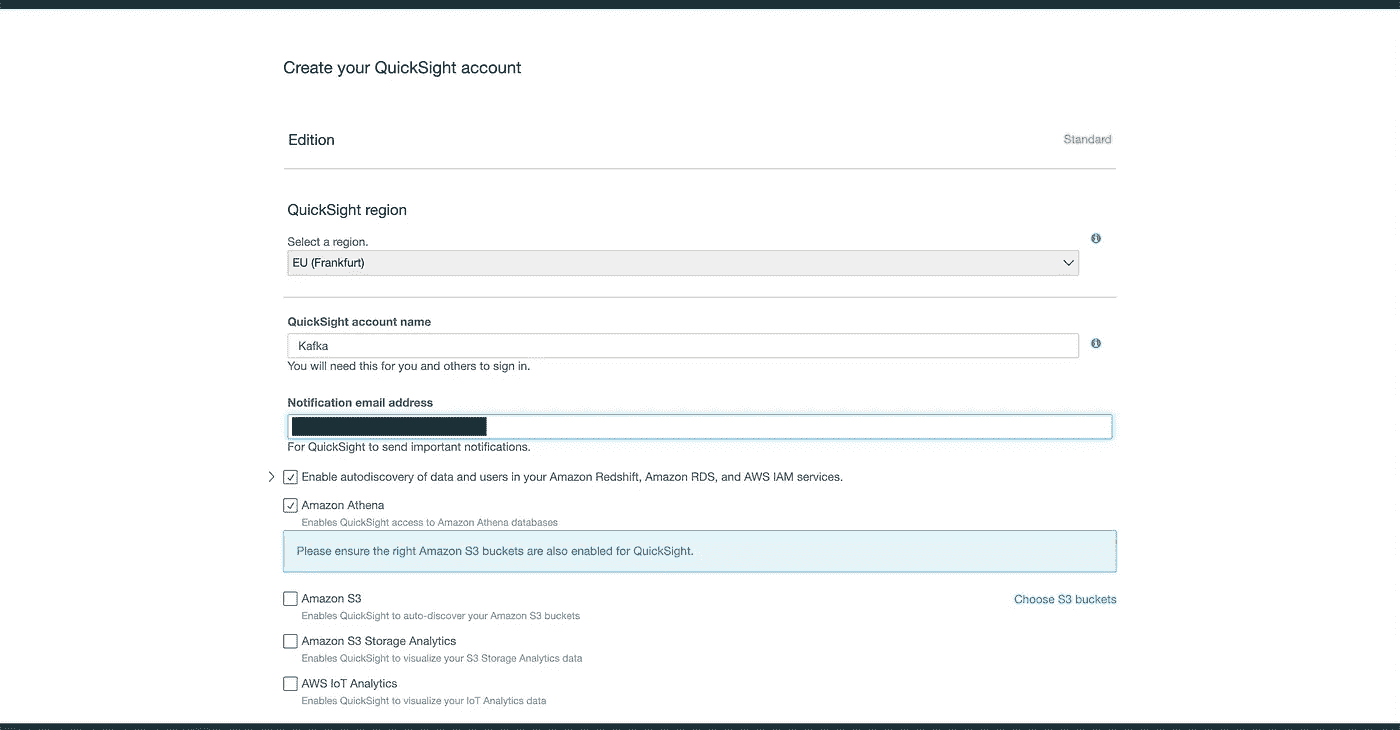 Create your QuickSight account
Edition
Standard
QuickSight region
Select a region.
EU (Frankfurt)
QuickSight account name
Kafka
You will need this for you and others to sign in.
Notification email address
For QuickSight to send important notifications.
Enable autodiscovery of data and users in your Amazon Redshift, Amazon RDS, and AWS IAM services.
Amazon Athena
Enables QuickSight access to Amazon Athena databases
Please ensure the right Amazon S3 buckets are also enabled for QuickSight.
Amazon S3
Choose S3 buckets
Enables QuickSight to auto-discover your Amazon S3 buckets
Amazon S3 Storage Analytics
Enables QuickSight to visualize your S3 Storage Analytics data
AWS IoT Analytics
Enables QuickSight to visualize your IoT Analytics data